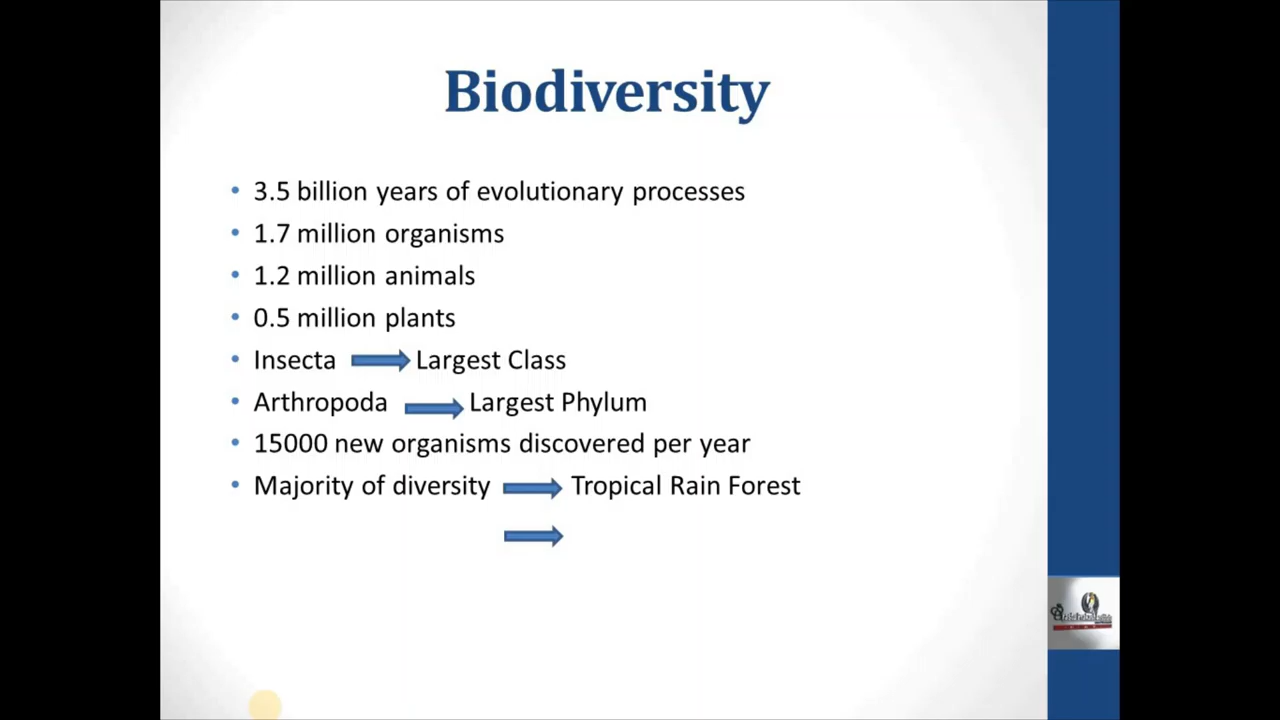 Biodiversity
• 3.5 billion years of evolutionary processes
• 1.7 million organisms
• 1.2 million animals
• 0.5 million plants
• Insecta → Largest Class
• Arthropoda → Largest Phylum
• 15000 new organisms discovered per year
• Majority of diversity → Tropical Rain Forest
→